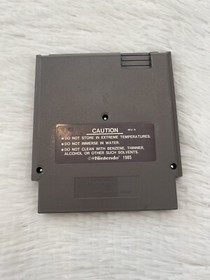 CAUTION
• DO NOT STORE IN EXTREME TEMPERATURES.
• DO NOT IMMERSE IN WATER.
• DO NOT CLEAN WITH BENZENE, THINNER,
ALCOHOL OR OTHER SUCH SOLVENTS.
Nintendo 1985